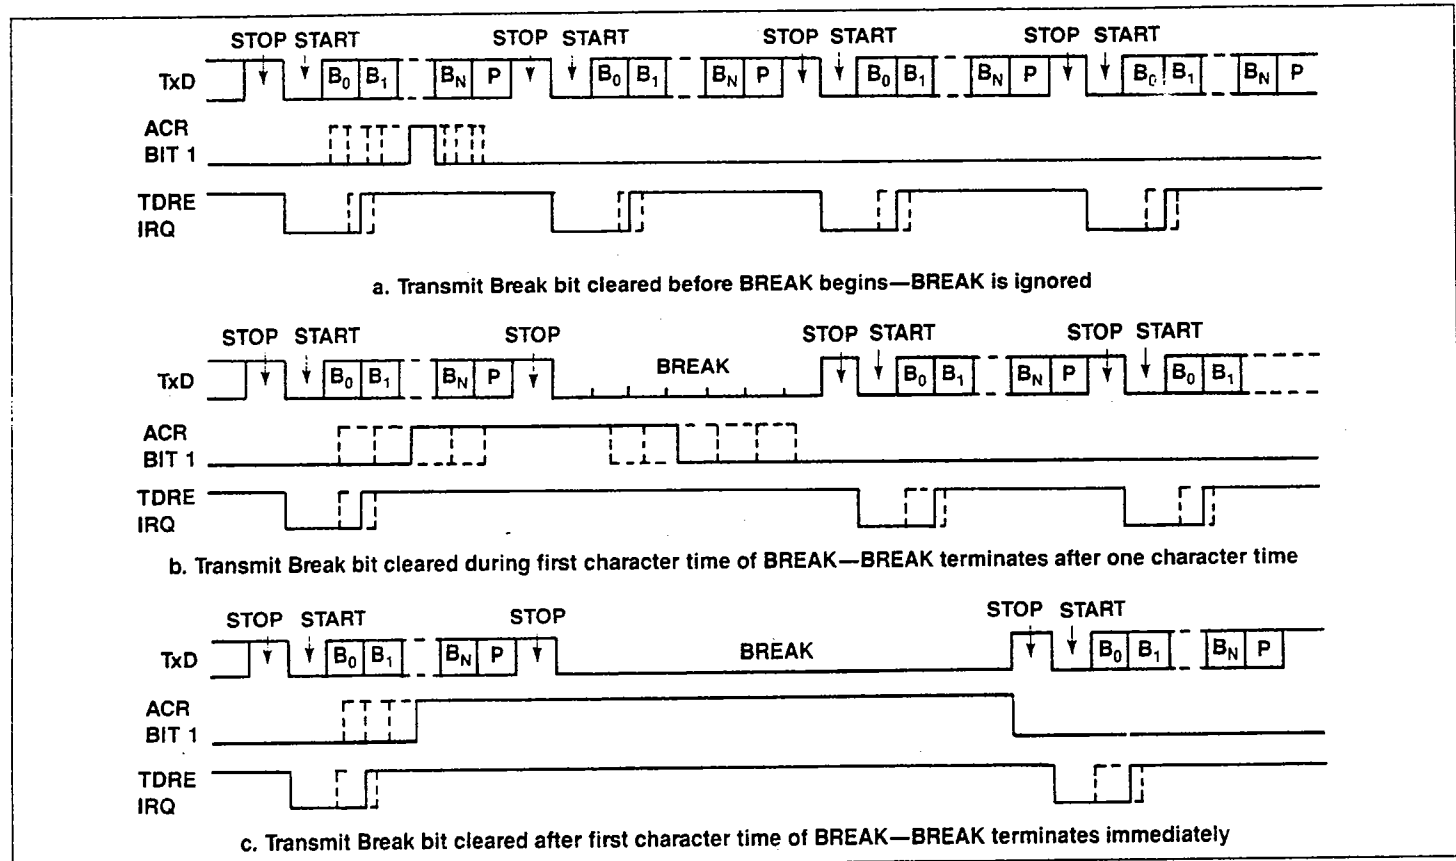 STOP START STOP START STOP START STOP START
TxD B0 B1 BN P B0 B1 BN P B0 B1 BN P B0 B1 BN P
ACR
BIT 1
TDRE
IRQ
a. Transmit Break bit cleared before BREAK begins—BREAK is ignored
STOP START STOP STOP START STOP START
TxD B0 B1 BN P BREAK B0 B1 BN P B0 B1
ACR
BIT 1
TDRE
IRQ
b. Transmit Break bit cleared during first character time of BREAK—BREAK terminates after one character time
STOP START STOP STOP START
TxD B0 B1 BN P BREAK B0 B1 BN P
ACR
BIT 1
TDRE
IRQ
c. Transmit Break bit cleared after first character time of BREAK—BREAK terminates immediately